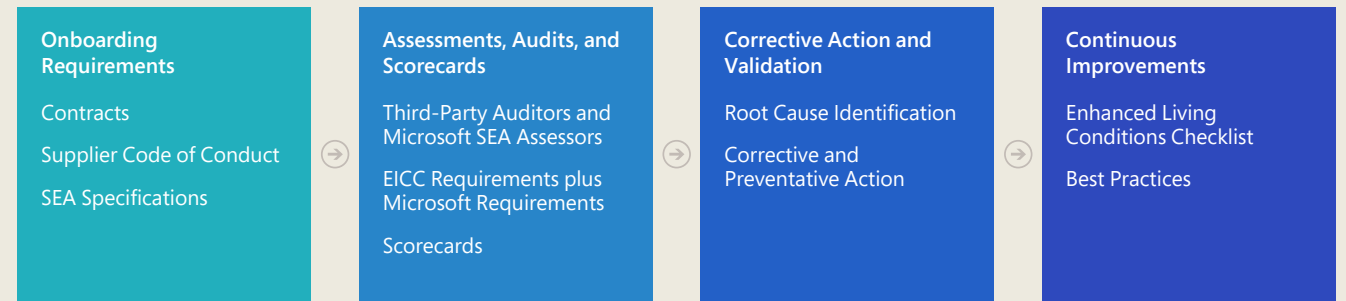 Onboarding
Requirements
Contracts
Supplier Code of Conduct
SEA Specifications
Assessments, Audits, and
Scorecards
Third-Party Auditors and
Microsoft SEA Assessors
EICC Requirements plus
Microsoft Requirements
Scorecards
Corrective Action and
Validation
Root Cause Identification
Corrective and
Preventative Action
Continuous
Improvements
Enhanced Living
Conditions Checklist
Best Practices